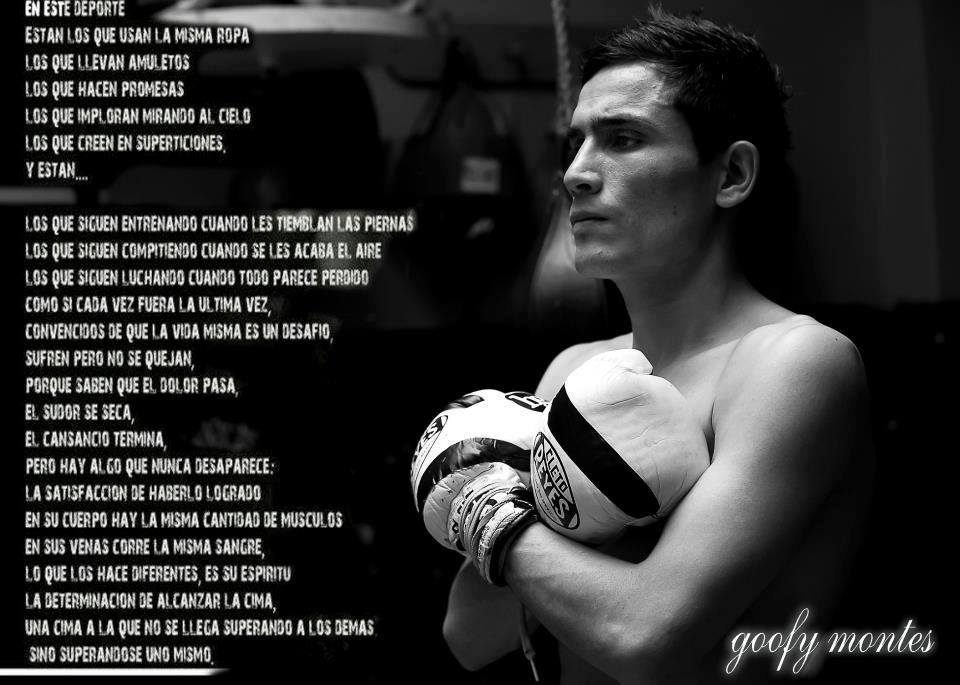 EN ESTE DEPORTE
ESTAN LOS QUE USAN LA MISMA ROPA
LOS QUE LLEVAN AMULETOS
LOS QUE HACEN PROMESAS
LOS QUE IMPLORAN MIRANDO AL CIELO
LOS QUE CREEN EN SUPERTICIONES,
Y ESTAN....
LOS QUE SIGUEN ENTRENANDO CUANDO LES TIEMBLAN LAS PIERNAS
LOS QUE SIGUEN COMPITIENDO CUANDO SE LES ACABA EL AIRE
LOS QUE SIGUEN LUCHANDO CUANDO TODO PARECE PERDIDO
COMO SI CADA VEZ FUERA LA ULTIMA VEZ,
CONVENCIDOS DE QUE LA VIDA MISMA ES UN DESAFIO,
SUFREN PERO NO SE QUEJAN,
PORQUE SABEN QUE EL DOLOR PASA,
EL SUDOR SE SECA,
EL CANSANCIO TERMINA,
PERO HAY ALGO QUE NUNCA DESAPARECE:
LA SATISFACCION DE HABERLO LOGRADO
EN SU CUERPO HAY LA MISMA CANTIDAD DE MUSCULOS
EN SUS VENAS CORRE LA MISMA SANGRE,
LO QUE LOS HACE DIFERENTES, ES SU ESPIRITU
LA DETERMINACION DE ALCANZAR LA CIMA,
UNA CIMA A LA QUE NO SE LLEGA SUPERANDO A LOS DEMAS
SINO SUPERANDOSE UNO MISMO.
CLETO
REYES
goofy montes